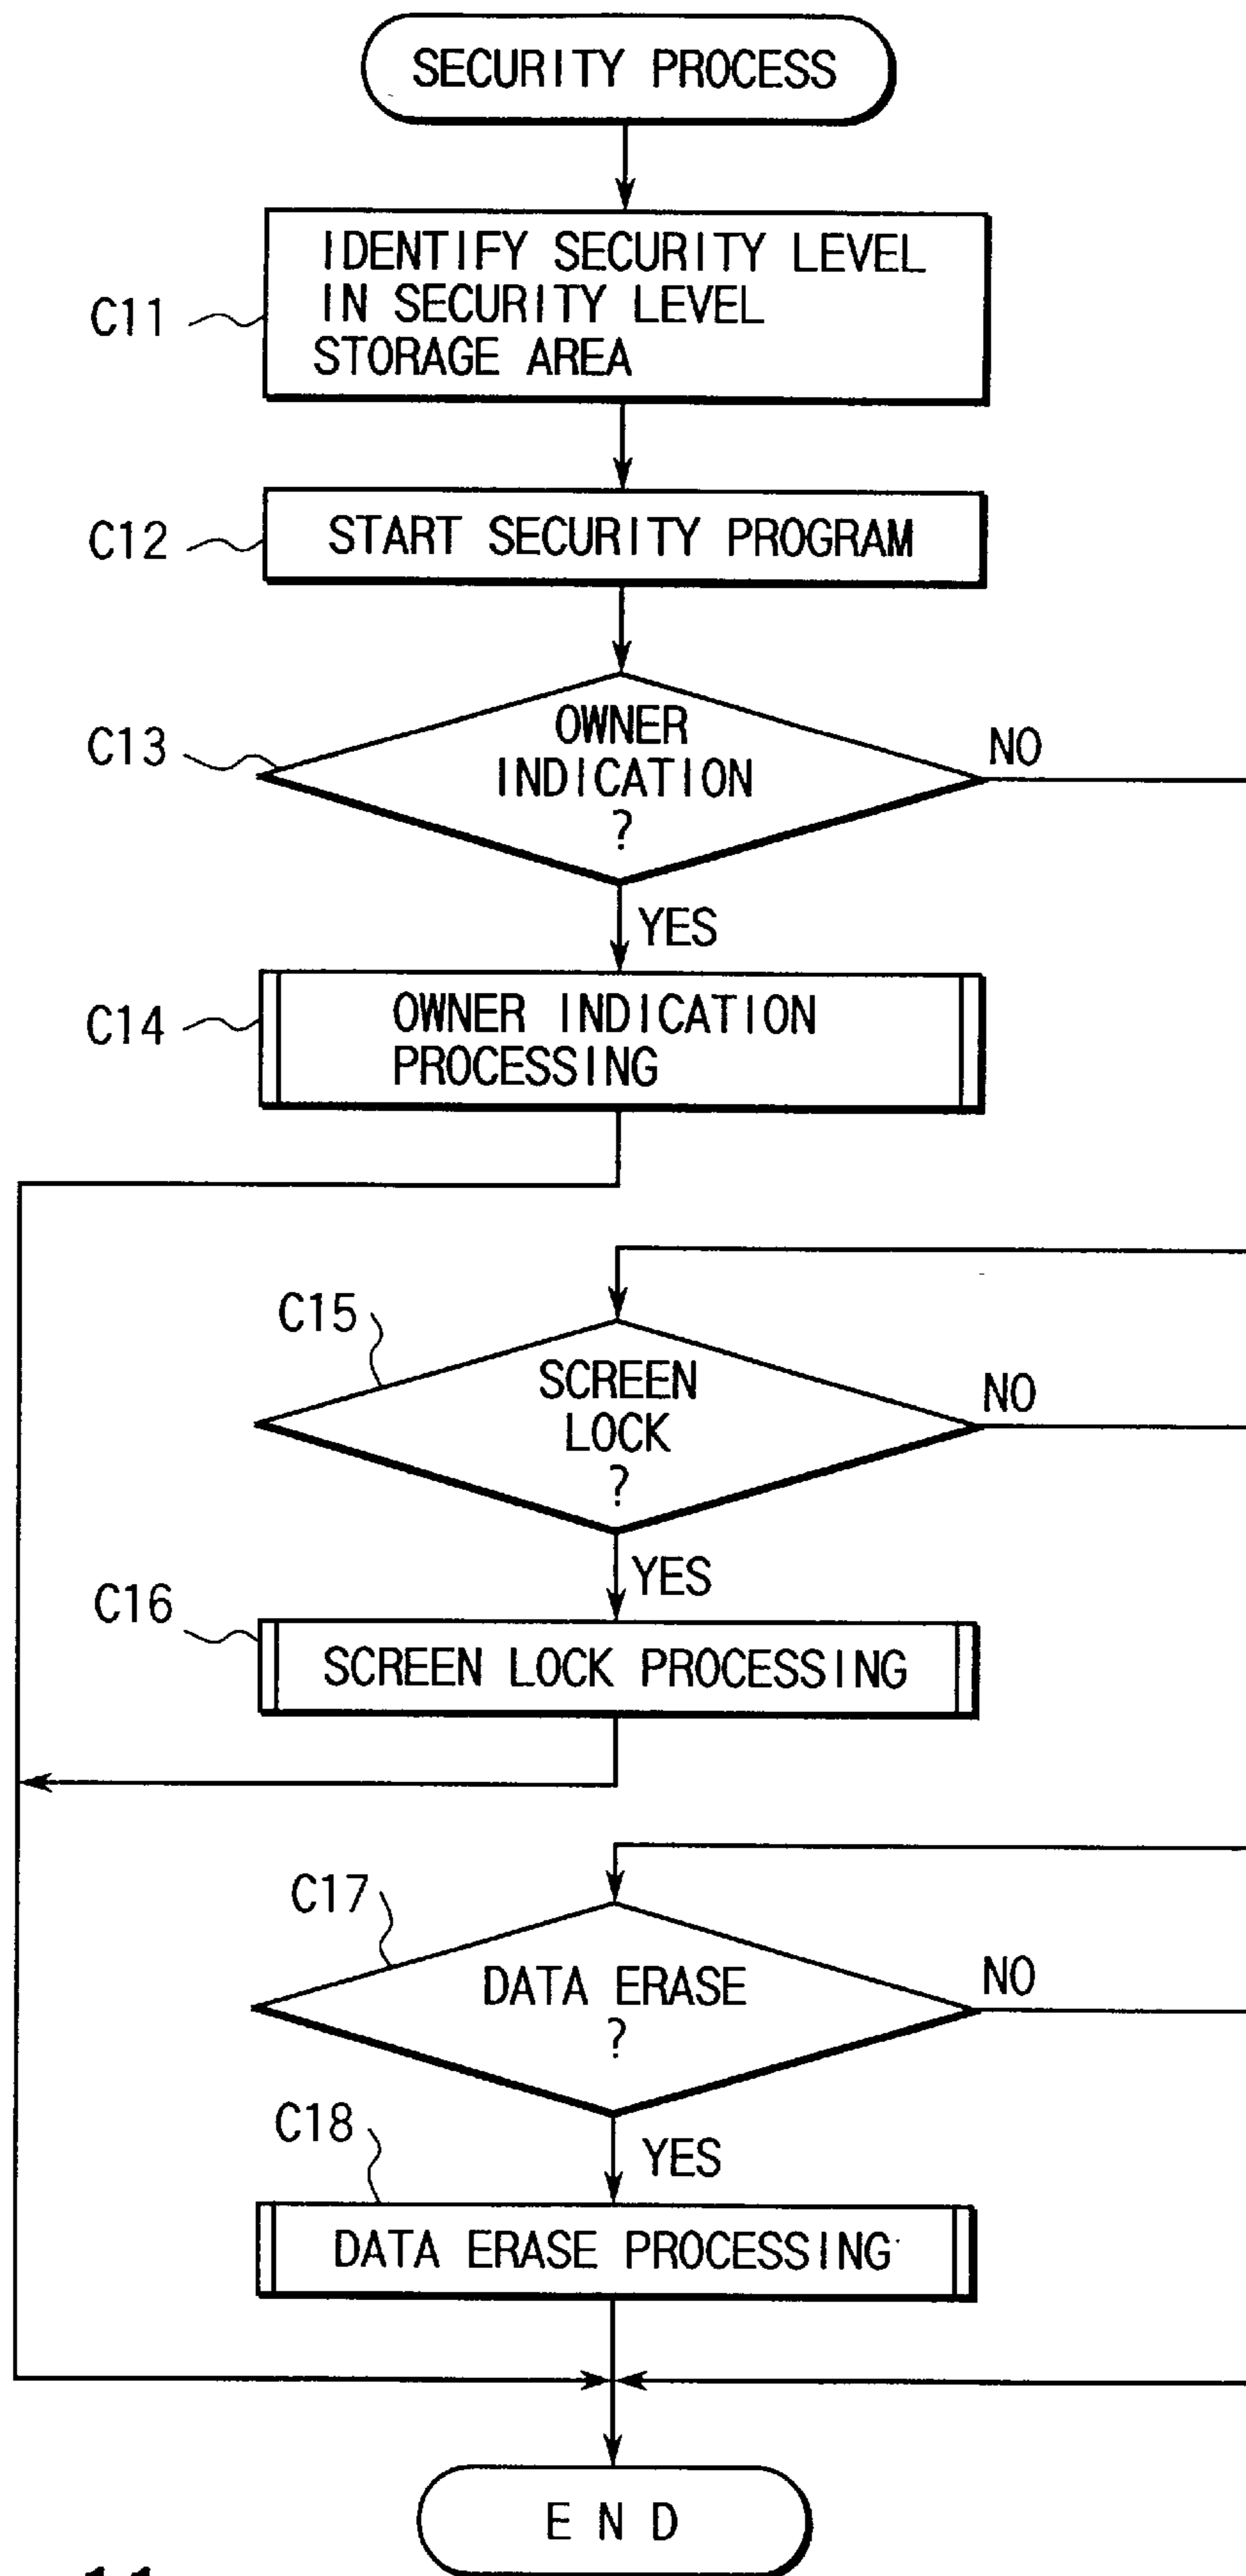 SECURITY PROCESS
C11
IDENTIFY SECURITY LEVEL
IN SECURITY LEVEL
STORAGE AREA
C12
START SECURITY PROGRAM
C13
OWNER
INDICATION
?
NO
YES
C14
OWNER INDICATION
PROCESSING
C15
SCREEN
LOCK
?
NO
YES
C16
SCREEN LOCK PROCESSING
C17
DATA ERASE
?
NO
C18
YES
DATA ERASE PROCESSING
END